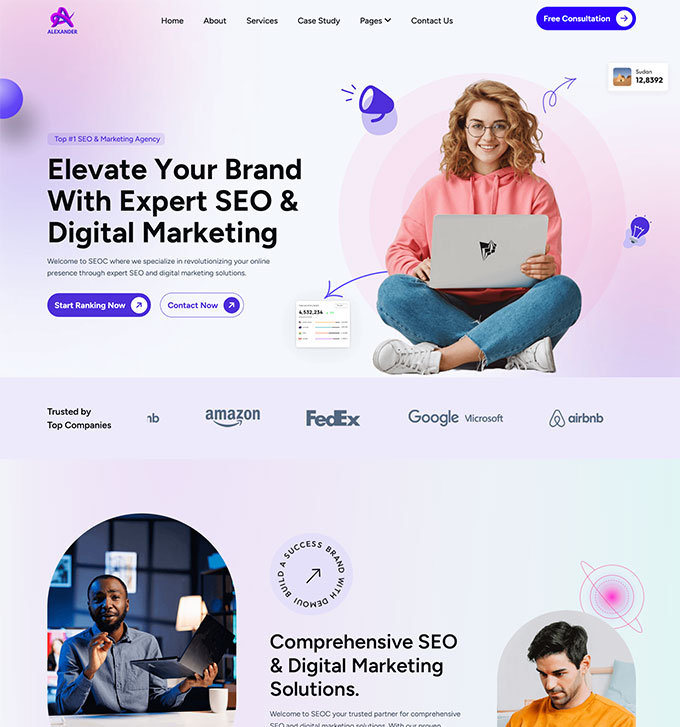 ALEXANDER
Home
About
Services
Case Study
Pages
Contact Us
Free Consultation
Sudan
12,8392
Top #1 SEO & Marketing Agency
Elevate Your Brand
With Expert SEO &
Digital Marketing
Welcome to SEOC where we specialize in revolutionizing your online
presence through expert SEO and digital marketing solutions.
Start Ranking Now
Contact Now
4,532,234
Trusted by
Top Companies
nb
amazon
FedEx
Google
Microsoft
airbnb
BUILD A SUCCESS BRAND WITH DEMOUI
Comprehensive SEO
& Digital Marketing
Solutions.
Welcome to SEOC your trusted partner for comprehensive
SEO and digital marketing solutions. With our proven